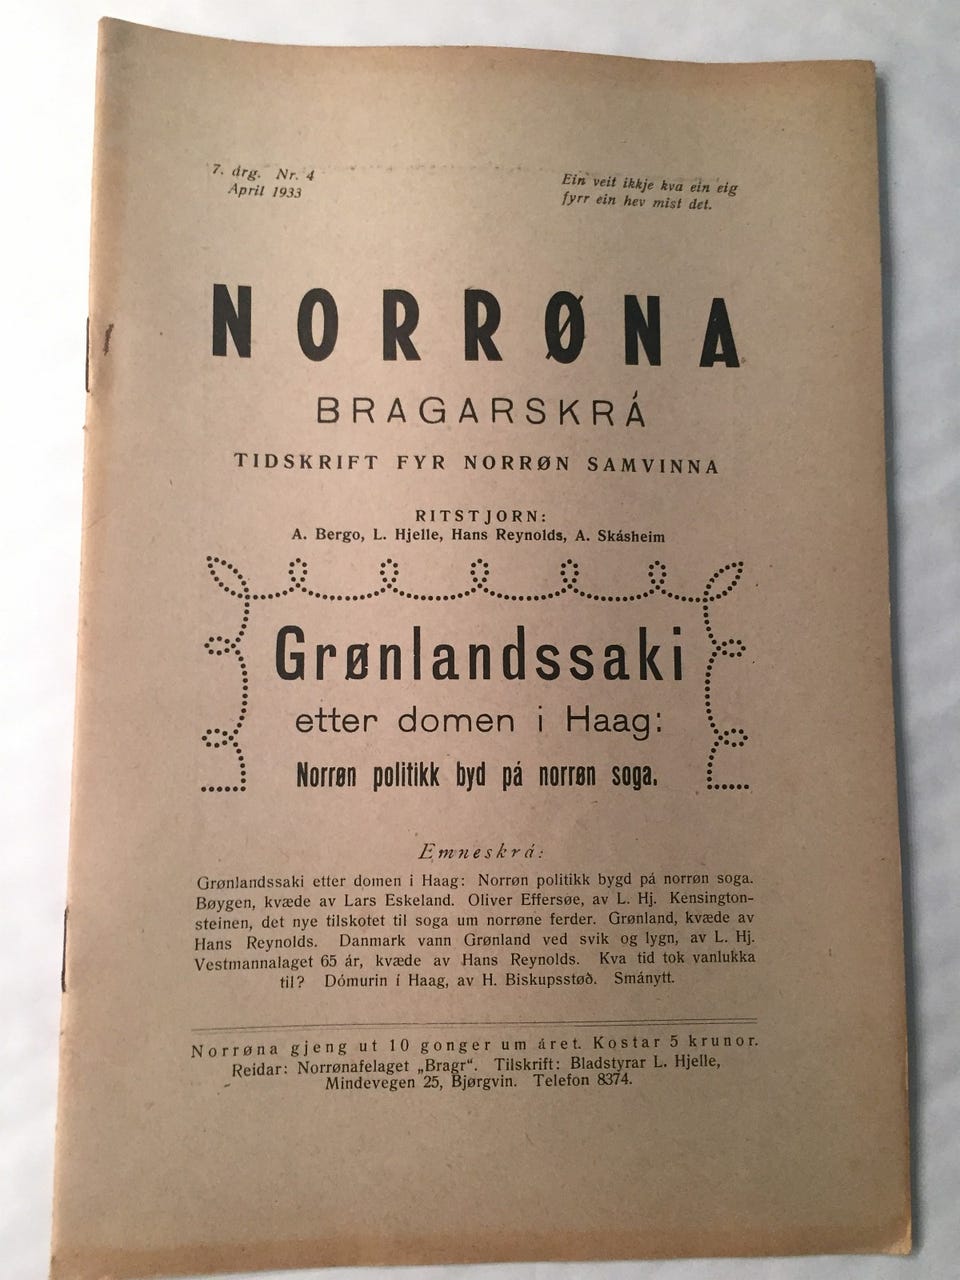 7. árg. Nr. 4
April 1933
Ein veit ikkje kva ein eig
fyrr ein hev mist det.
NORRØNA
BRAGARSKRÁ
TIDSKRIFT FYR NORRØN SAMVINNA
RITSTJORN:
A. Bergo, L. Hjelle, Hans Reynolds, A. Skásheim
Grønlandssaki
etter domen i Haag:
Norrøn politikk byd pá norrøn soga.
Emneskrá:
Grønlandssaki etter domen i Haag: Norrøn politikk bygd pá norrøn soga.
Bøygen, kvæde av Lars Eskeland. Oliver Effersøe, av L. Hj. Kensington-
steinen, det nye tilskotet til soga um norrøne ferder. Grønland, kvæde av
Hans Reynolds. Danmark vann Grønland ved svik og lygn, av L. Hj.
Vestmannalaget 65 ár, kvæde av Hans Reynolds. Kva tid tok vanlukka
til? Dómurin í Haag, av H. Biskupsstøð. Smánytt.
Norrøna gjeng ut 10 gonger um áret. Kostar 5 krunor.
Reidar: Norrønafelaget „Bragr“. Tilskrift: Bladstyrar L. Hjelle,
Mindevegen 25, Bjørgvin. Telefon 8374.